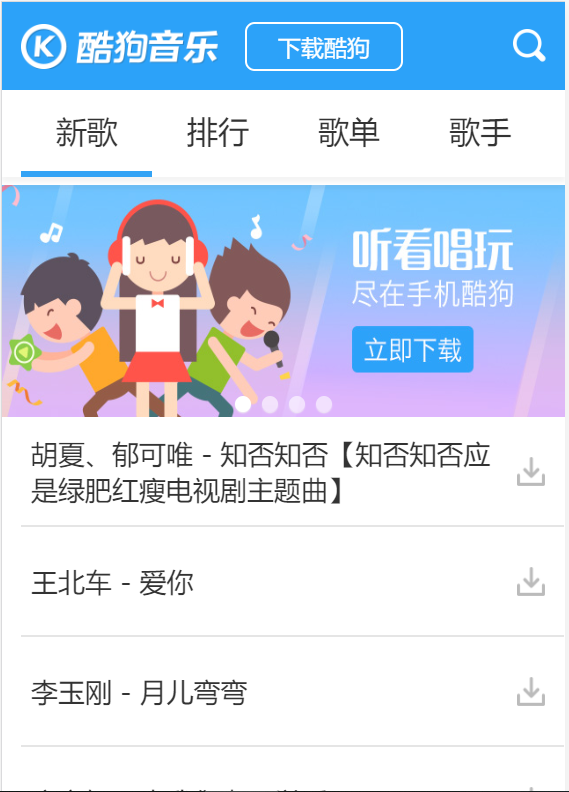 酷狗音乐
下载酷狗
新歌 排行 歌单 歌手
听看唱玩
尽在手机酷狗
立即下载
胡夏、郁可唯 - 知否知否【知否知否应
是绿肥红瘦电视剧主题曲】
王北车 - 爱你
李玉刚 - 月儿弯弯